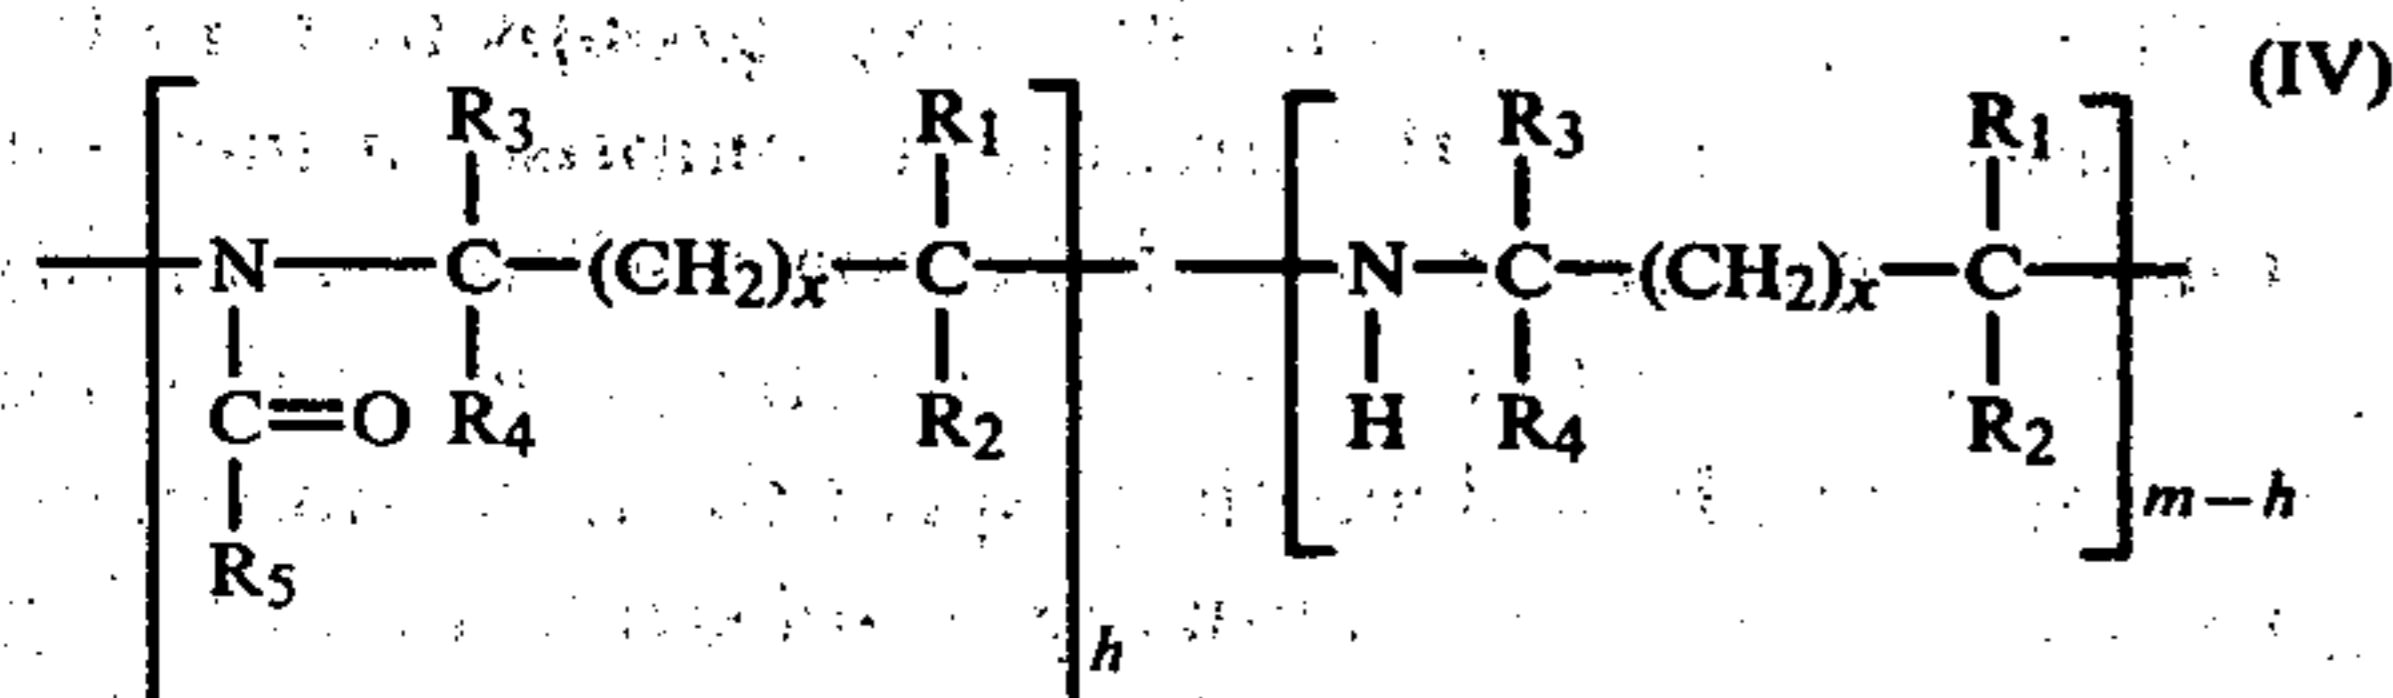 (IV)
R3 R1 R3 R1
N C (CH2)x C N C (CH2)x C
C=O R4 R2 H R4 R2
m-h
R5
h